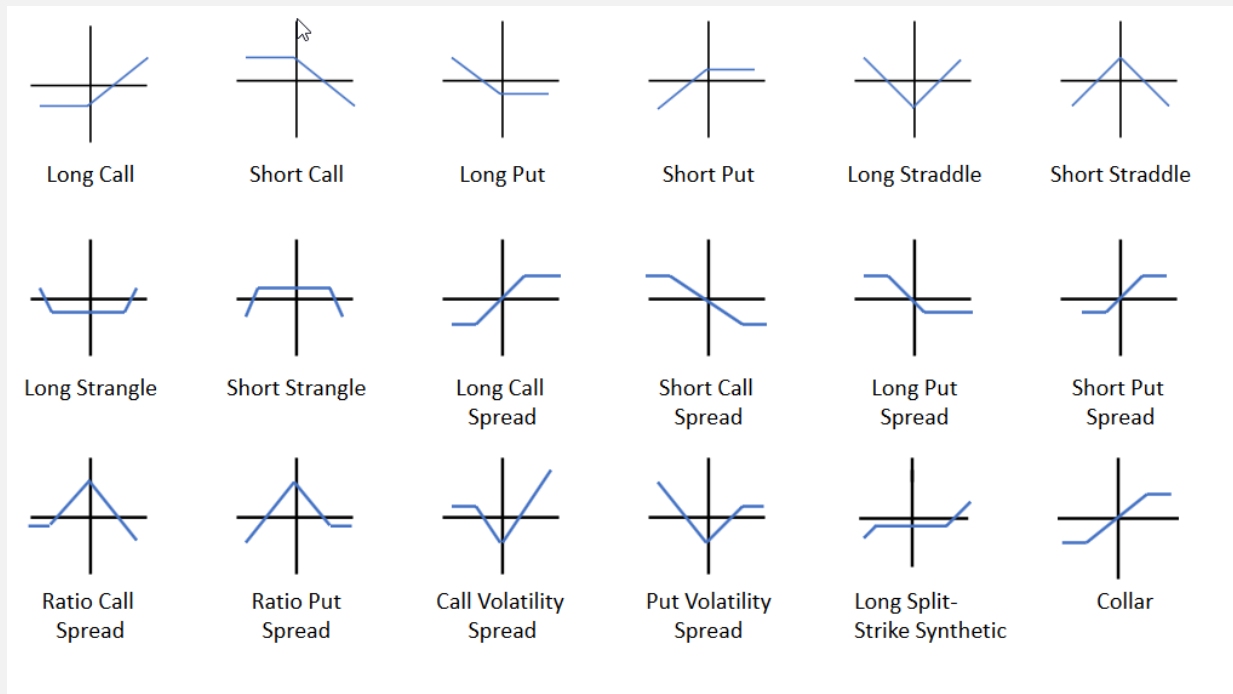 Long Call
Short Call
Long Put
Short Put
Long Straddle
Short Straddle
Long Strangle
Short Strangle
Long Call
Spread
Short Call
Spread
Long Put
Spread
Short Put
Spread
Ratio Call
Spread
Ratio Put
Spread
Call Volatility
Spread
Put Volatility
Spread
Long Split-
Strike Synthetic
Collar